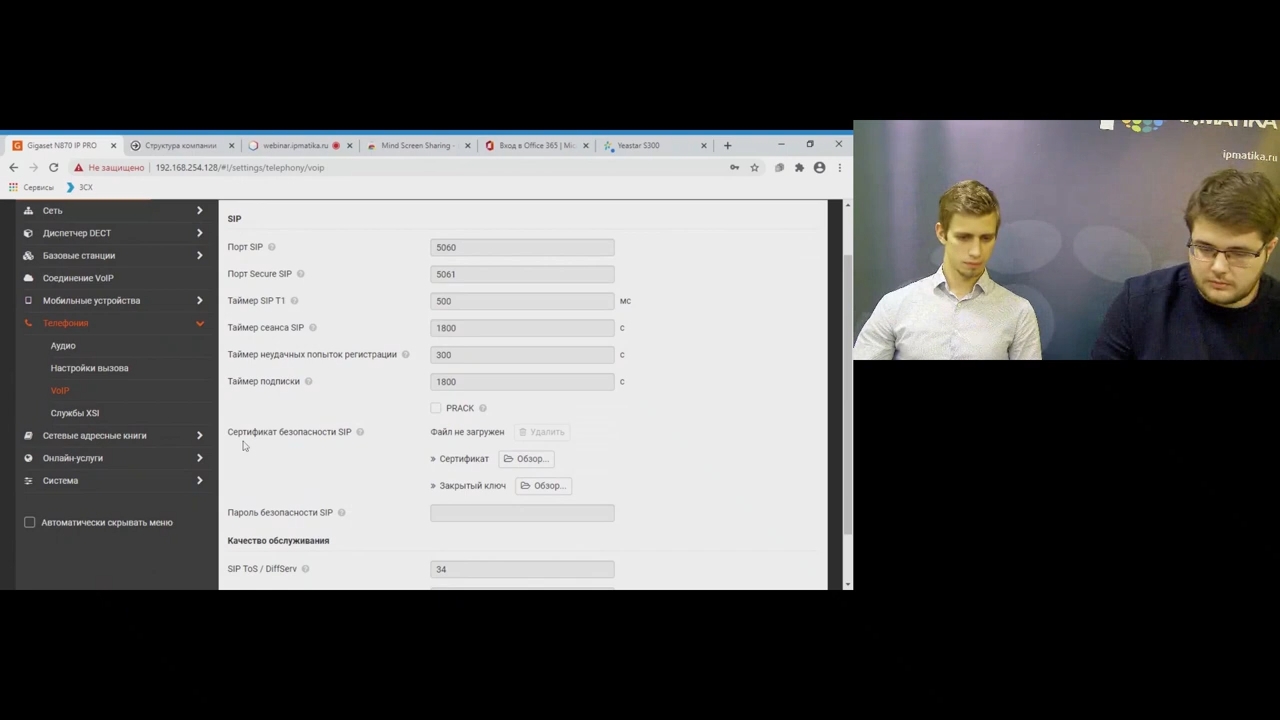 Gigaset N870 IP PRO
Структура компании
webinar.ipmatika.ru
Mind Screen Sharing -
Вход в Office 365 | Mic
Yeastar S300
Не защищено 192.168.254.128/#!/settings/telephony/voip
Сервисы 3CX
Сеть
Диспетчер DECT
Базовые станции
Соединение VoIP
Мобильные устройства
Телефония
Аудио
Настройки вызова
VoIP
Службы XSI
Сетевые адресные книги
Онлайн-услуги
Система
Автоматически скрывать меню
SIP
Порт SIP 5060
Порт Secure SIP 5061
Таймер SIP T1 500 мс
Таймер сеанса SIP 1800 с
Таймер неудачных попыток регистрации 300 с
Таймер подписки 1800 с
PRACK
Сертификат безопасности SIP Файл не загружен Удалить
» Сертификат Обзор...
» Закрытый ключ Обзор...
Пароль безопасности SIP
Качество обслуживания
SIP ToS / DiffServ 34
ipmatika.ru